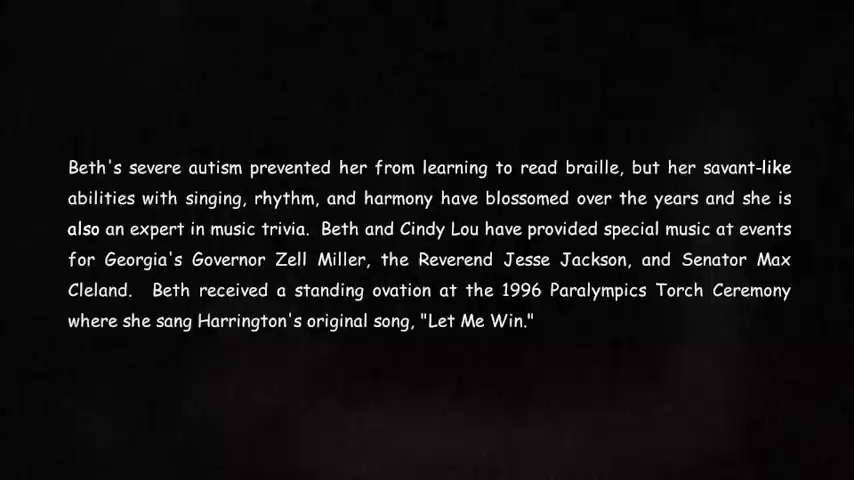 Beth's severe autism prevented her from learning to read braille, but her savant-like
abilities with singing, rhythm, and harmony have blossomed over the years and she is
also an expert in music trivia.  Beth and Cindy Lou have provided special music at events
for Georgia's Governor Zell Miller, the Reverend Jesse Jackson, and Senator Max
Cleland.  Beth received a standing ovation at the 1996 Paralympics Torch Ceremony
where she sang Harrington's original song, "Let Me Win."